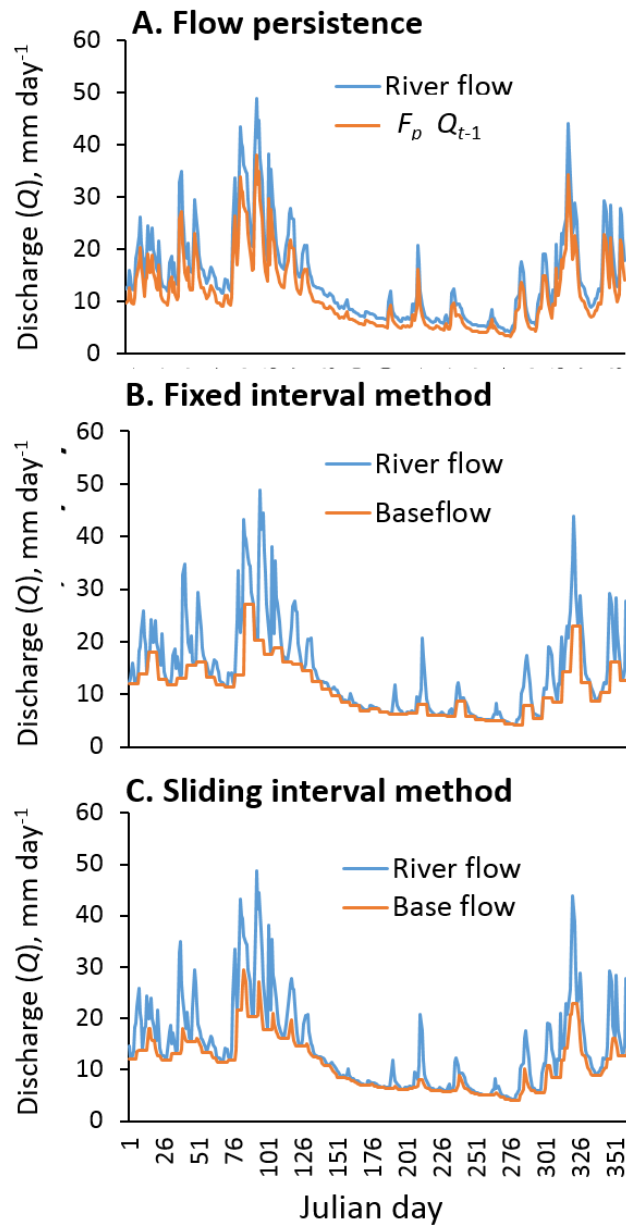 A. Flow persistence
60
50
40
30
20
10
0
Discharge (Q), mm day-1
River flow
Fp Qt-1
B. Fixed interval method
60
50
40
30
20
10
0
Discharge (Q), mm day-1
River flow
Baseflow
C. Sliding interval method
60
50
40
30
20
10
0
Discharge (Q), mm day-1
River flow
Base flow
1
26
51
76
101
126
151
176
201
226
251
276
301
326
351
Julian day